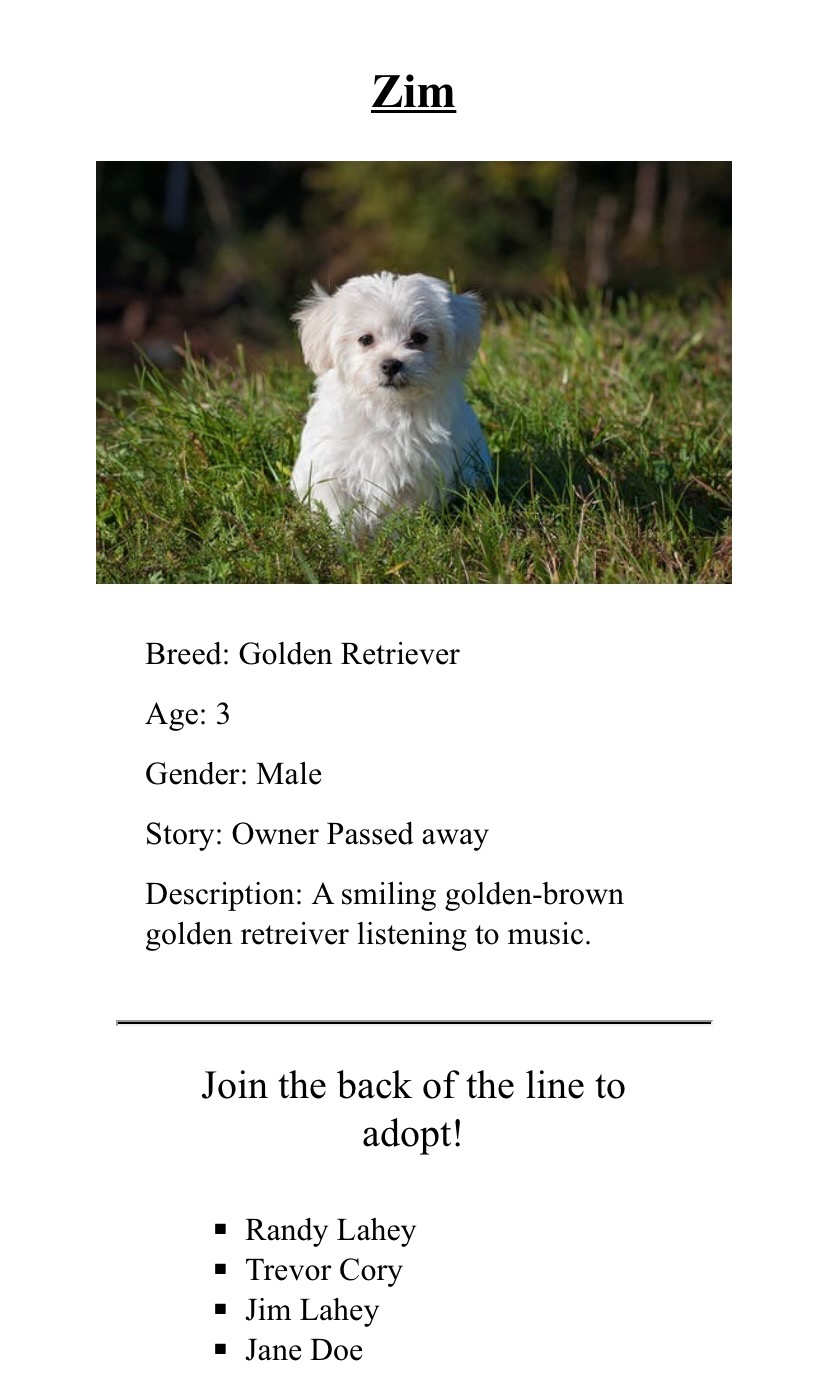 Zim
Breed: Golden Retriever
Age: 3
Gender: Male
Story: Owner Passed away
Description: A smiling golden-brown
golden retreiver listening to music.
Join the back of the line to
adopt!
▪ Randy Lahey
▪ Trevor Cory
▪ Jim Lahey
▪ Jane Doe